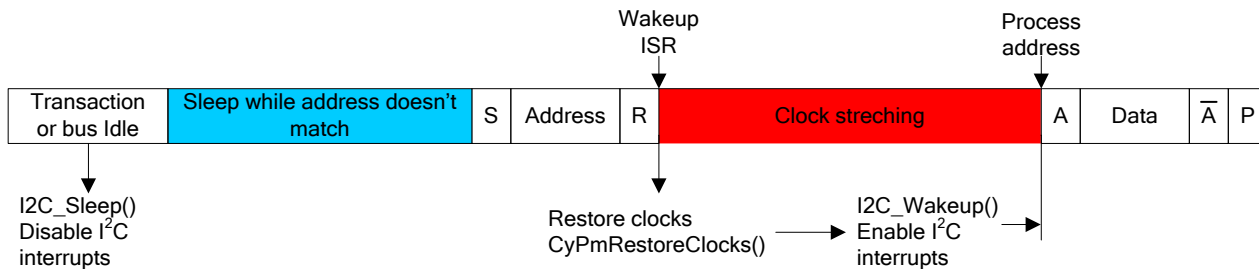 Wakeup
ISR
Process
address
Transaction
or bus Idle
Sleep while address doesn't
match
S
Address
R
Clock streching
A
Data
A̅
P
I2C_Sleep()
Disable I²C
interrupts
Restore clocks
CyPmRestoreClocks()
I2C_Wakeup()
Enable I²C
interrupts